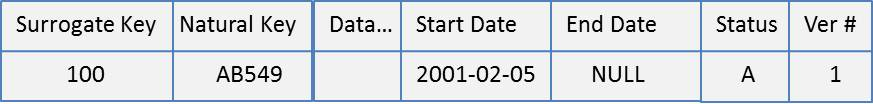 Surrogate Key Natural Key Data... Start Date End Date Status Ver #
100 AB549 2001-02-05 NULL A 1